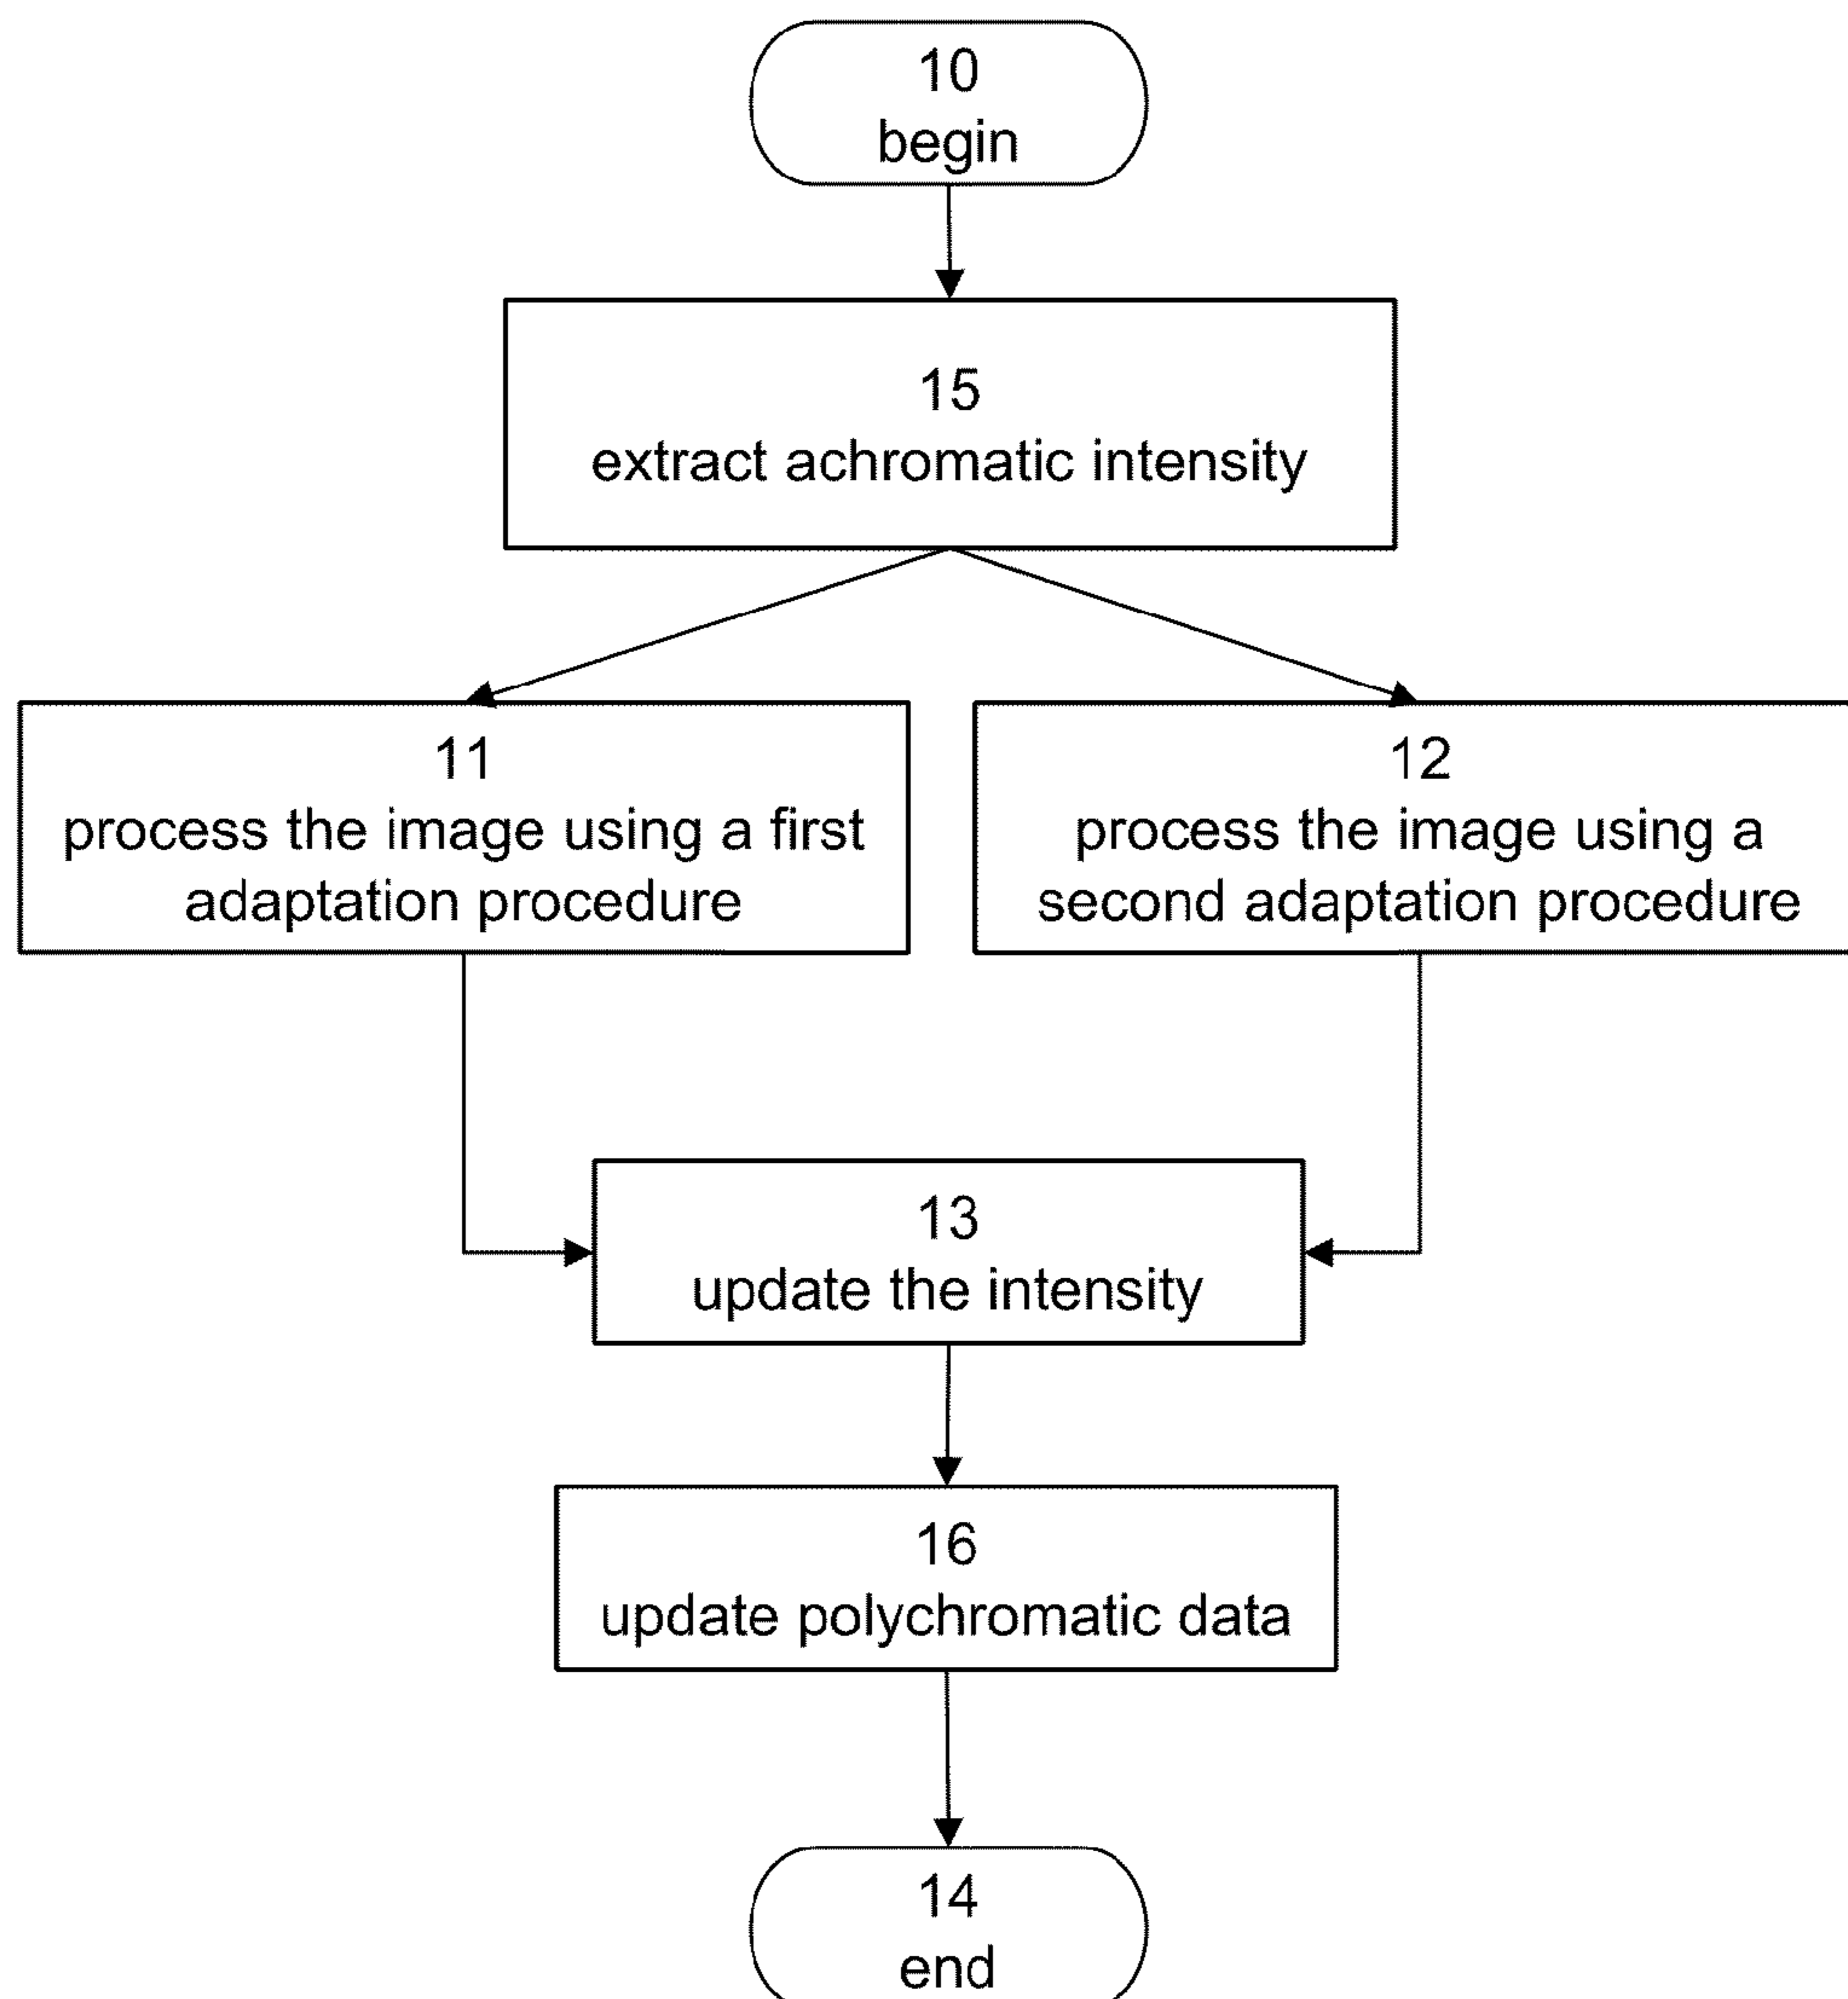 10
begin
15
extract achromatic intensity
11
process the image using a first
adaptation procedure
12
process the image using a
second adaptation procedure
13
update the intensity
16
update polychromatic data
14
end